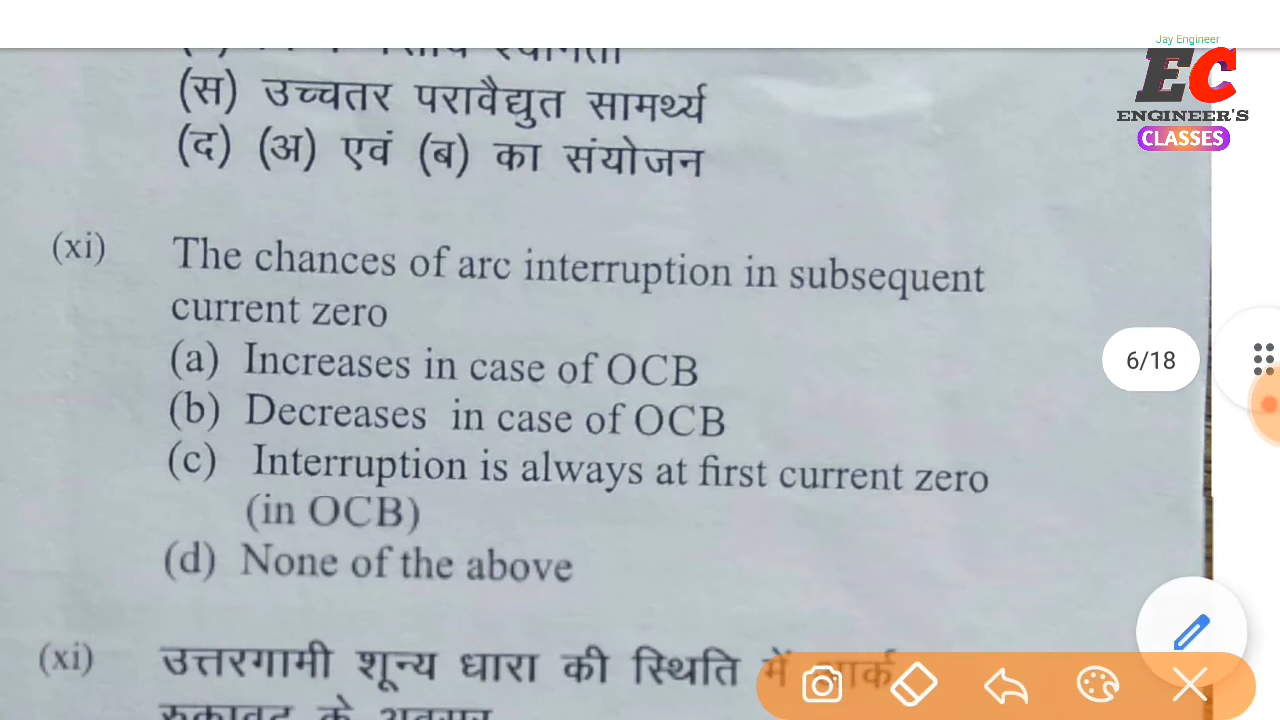 Jay Engineer
EC
ENGINEER'S
CLASSES
(स) उच्चतर परावैद्युत सामर्थ्य
(द) (अ) एवं (ब) का संयोजन
(xi) The chances of arc interruption in subsequent
current zero
(a) Increases in case of OCB
(b) Decreases in case of OCB
(c) Interruption is always at first current zero
(in OCB)
(d) None of the above
6/18
(xi) उत्तरगामी शून्य धारा की स्थिति में आर्क